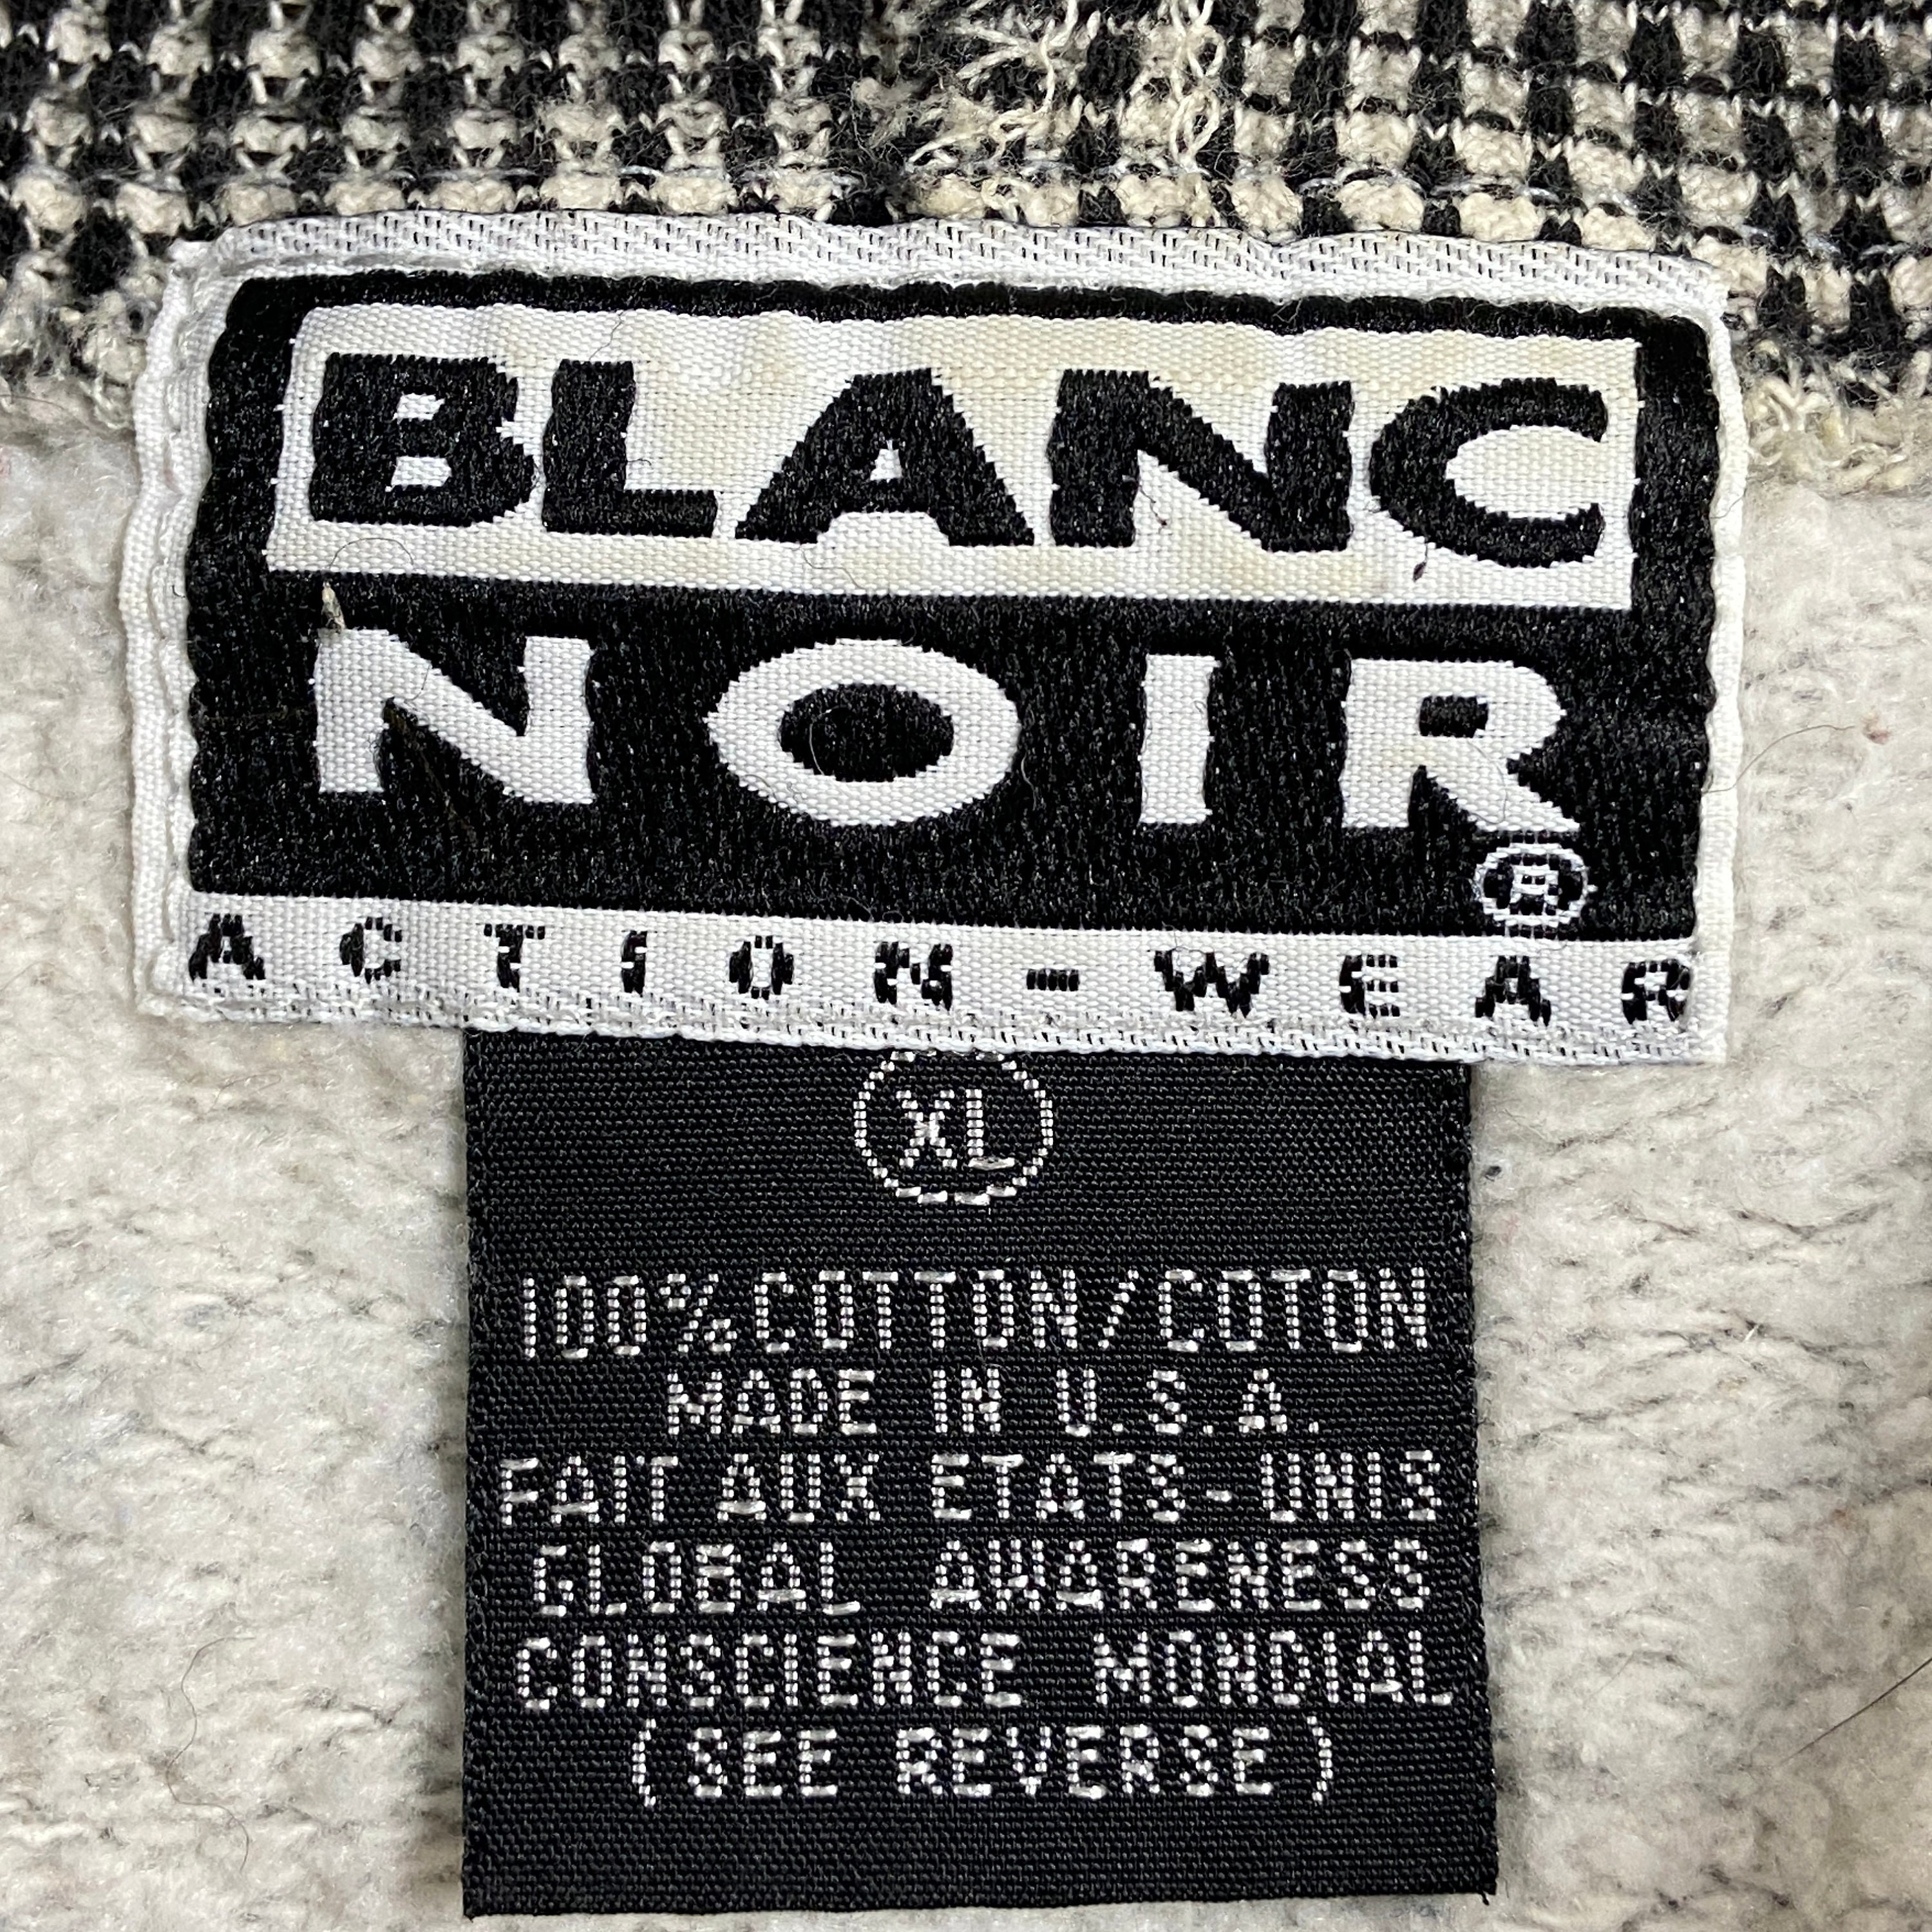 BLANC
NOIR®
ACTION-WEAR
XL
100% COTTON/COTON
MADE IN U.S.A.
FAIT AUX ETATS-UNIS
GLOBAL AWARENESS
CONSCIENCE MONDIAL
(SEE REVERSE)